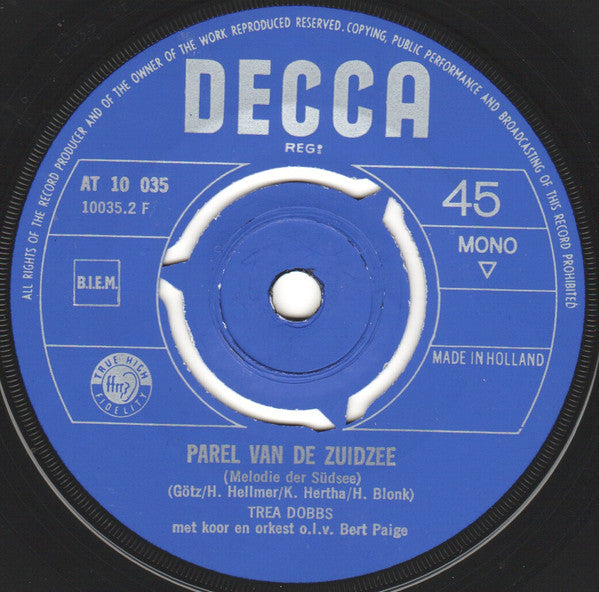 ALL RIGHTS OF THE RECORD PRODUCER AND OF THE OWNER OF THE WORK REPRODUCED RESERVED. COPYING, PUBLIC PERFORMANCE AND BROADCASTING OF THIS RECORD PROHIBITED
DECCA
REGD
AT 10 035
10035.2 F
45
MONO
B.I.E.M.
MADE IN HOLLAND
TRUE HIGH
ffrr
FIDELITY
PAREL VAN DE ZUIDZEE
(Melodie der Südsee)
(Götz/H. Hellmer/K. Hertha/H. Blonk)
TREA DOBBS
met koor en orkest o.l.v. Bert Paige